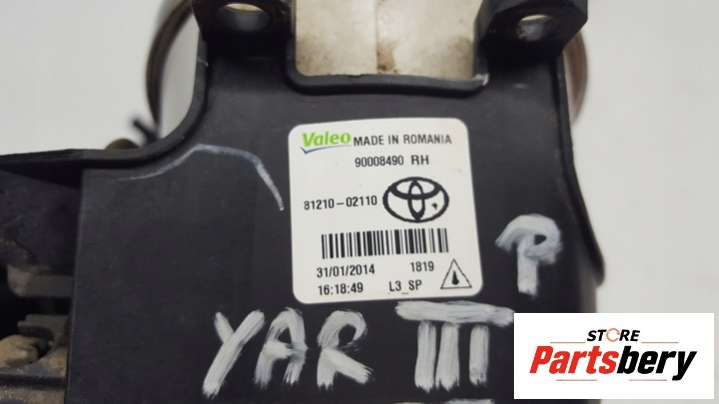 Valeo MADE IN ROMANIA
90008490 RH
81210-02110
31/01/2014 1819
16:18:49 L3_SP
P
YAR III
STORE
Partsbery